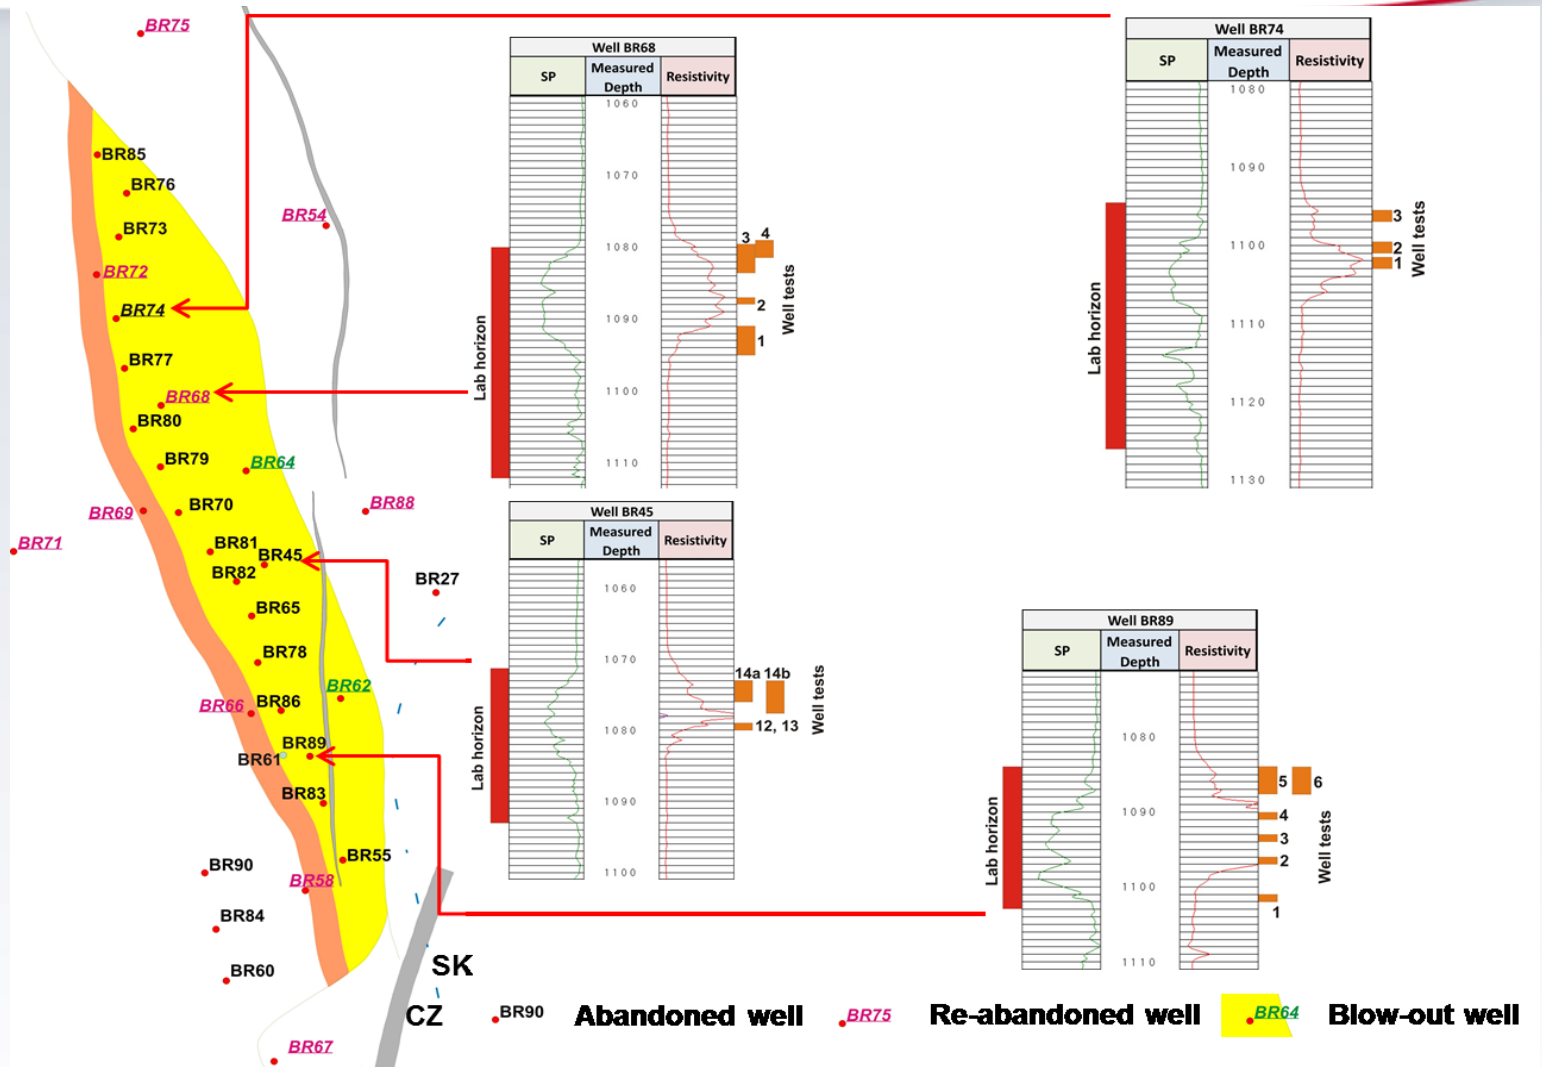 BR75
BR85
BR76
BR73
BR54
BR72
BR74
BR77
BR68
BR80
BR79
BR64
BR70
BR69
BR88
BR71
BR81
BR45
BR82
BR27
BR65
BR78
BR62
BR66
BR86
BR89
BR61
BR83
BR55
BR90
BR58
BR84
BR60
BR67
SK
CZ
Well BR68
SP
Measured
Depth
Resistivity
1060
1070
1080
1090
1100
1110
Lab horizon
3 4
2
1
Well tests
Well BR74
SP
Measured
Depth
Resistivity
1080
1090
1100
1110
1120
1130
Lab horizon
3
2
1
Well tests
Well BR45
SP
Measured
Depth
Resistivity
1060
1070
1080
1090
1100
Lab horizon
14a 14b
12, 13
Well tests
Well BR89
SP
Measured
Depth
Resistivity
1080
1090
1100
1110
Lab horizon
5 6
4
3
2
1
Well tests
BR90 Abandoned well
BR75 Re-abandoned well
BR64 Blow-out well